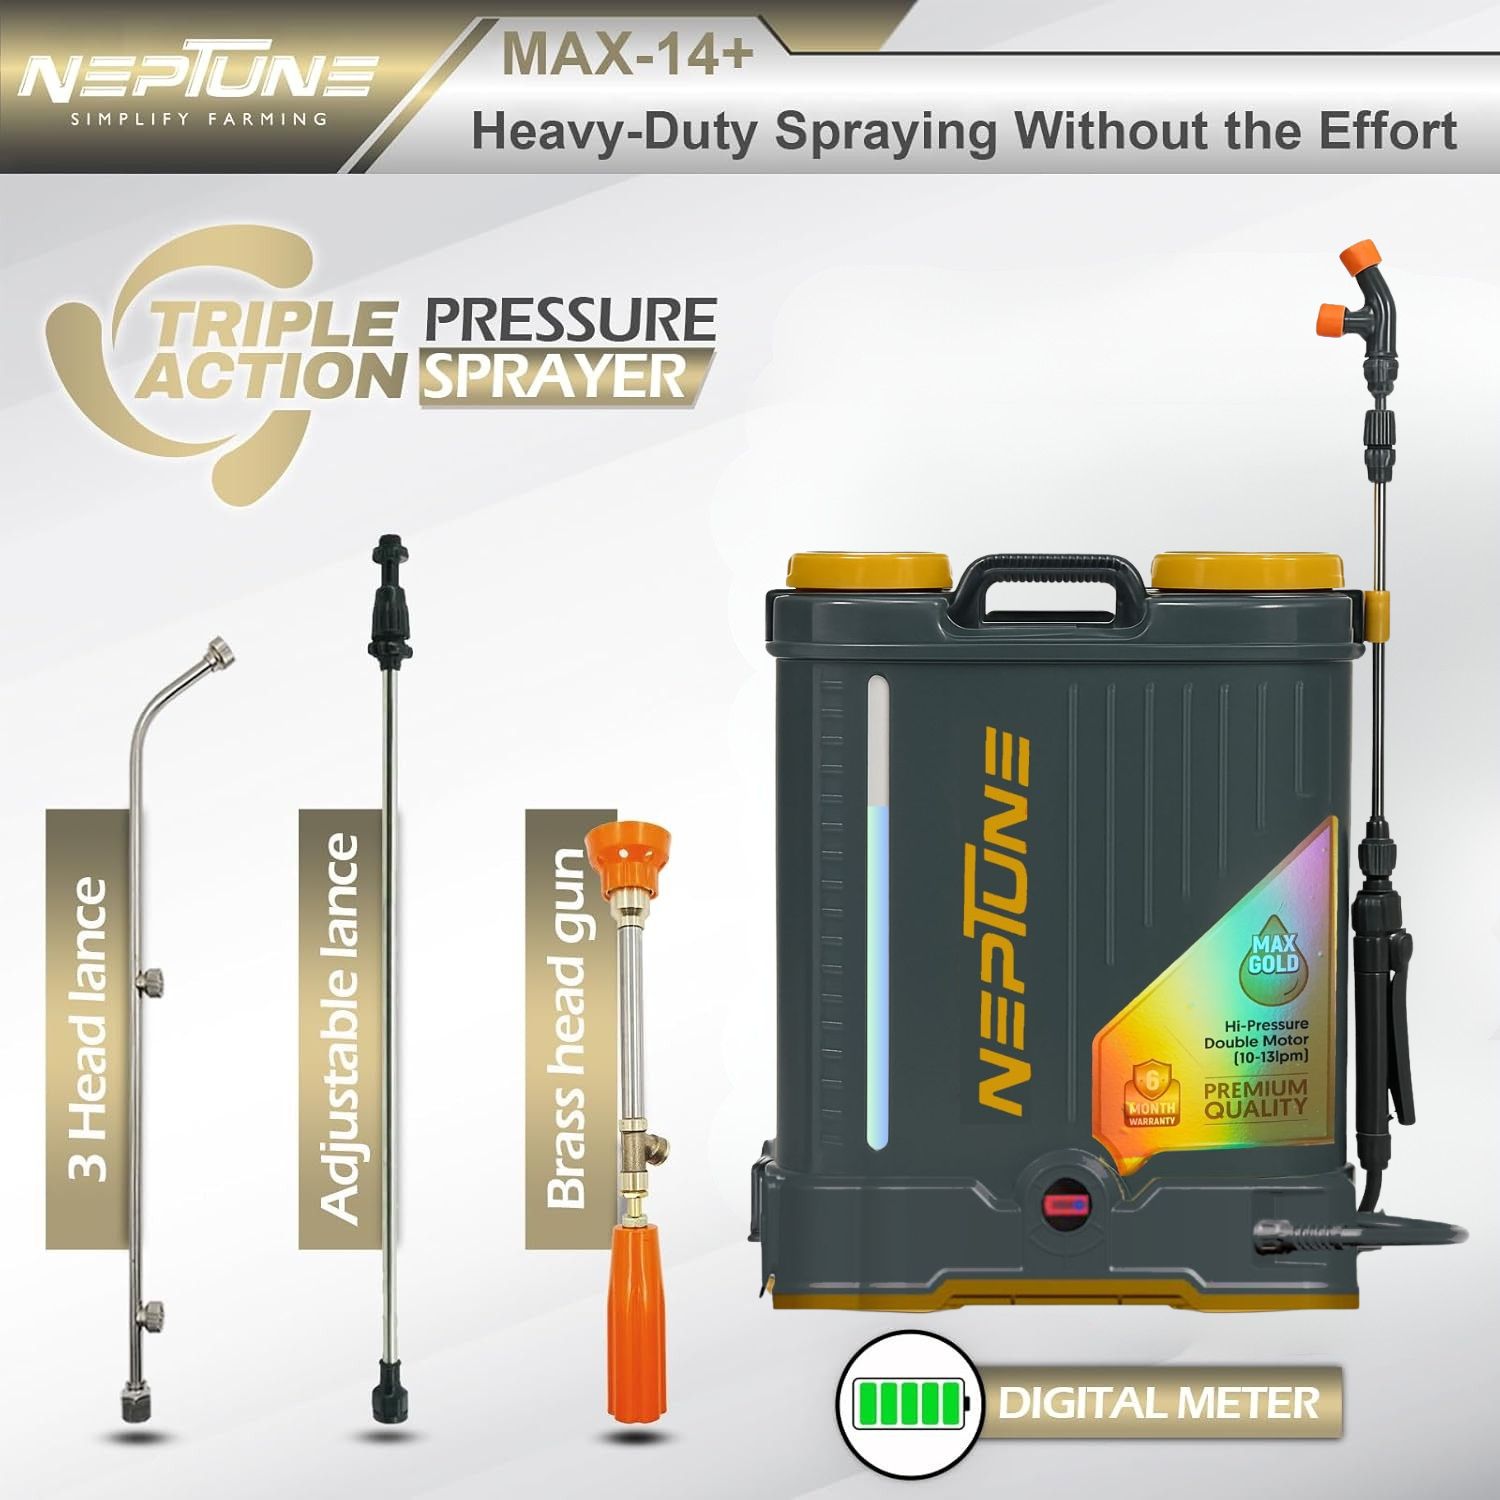 NEPTUNE
SIMPLIFY FARMING
MAX-14+
Heavy-Duty Spraying Without the Effort
TRIPLE
ACTION
PRESSURE
SPRAYER
3 Head lance
Adjustable lance
Brass head gun
NEPTUNE
MAX
GOLD
Hi-Pressure
Double Motor
(10-13lpm)
6
MONTH
WARRANTY
PREMIUM
QUALITY
DIGITAL METER